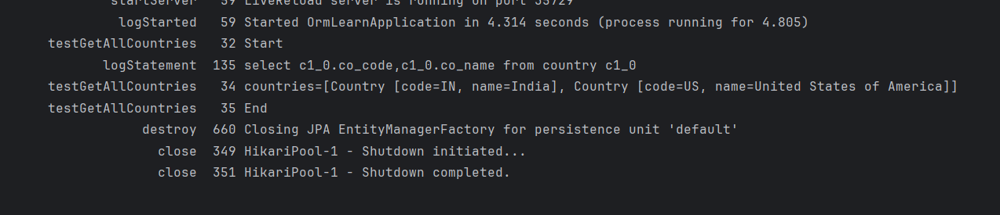 startServer 59 LiveReload server is running on port 35729
logStarted 59 Started OrmLearnApplication in 4.314 seconds (process running for 4.805)
testGetAllCountries 32 Start
logStatement 135 select c1_0.co_code,c1_0.co_name from country c1_0
testGetAllCountries 34 countries=[Country [code=IN, name=India], Country [code=US, name=United States of America]]
testGetAllCountries 35 End
destroy 660 Closing JPA EntityManagerFactory for persistence unit 'default'
close 349 HikariPool-1 - Shutdown initiated...
close 351 HikariPool-1 - Shutdown completed.